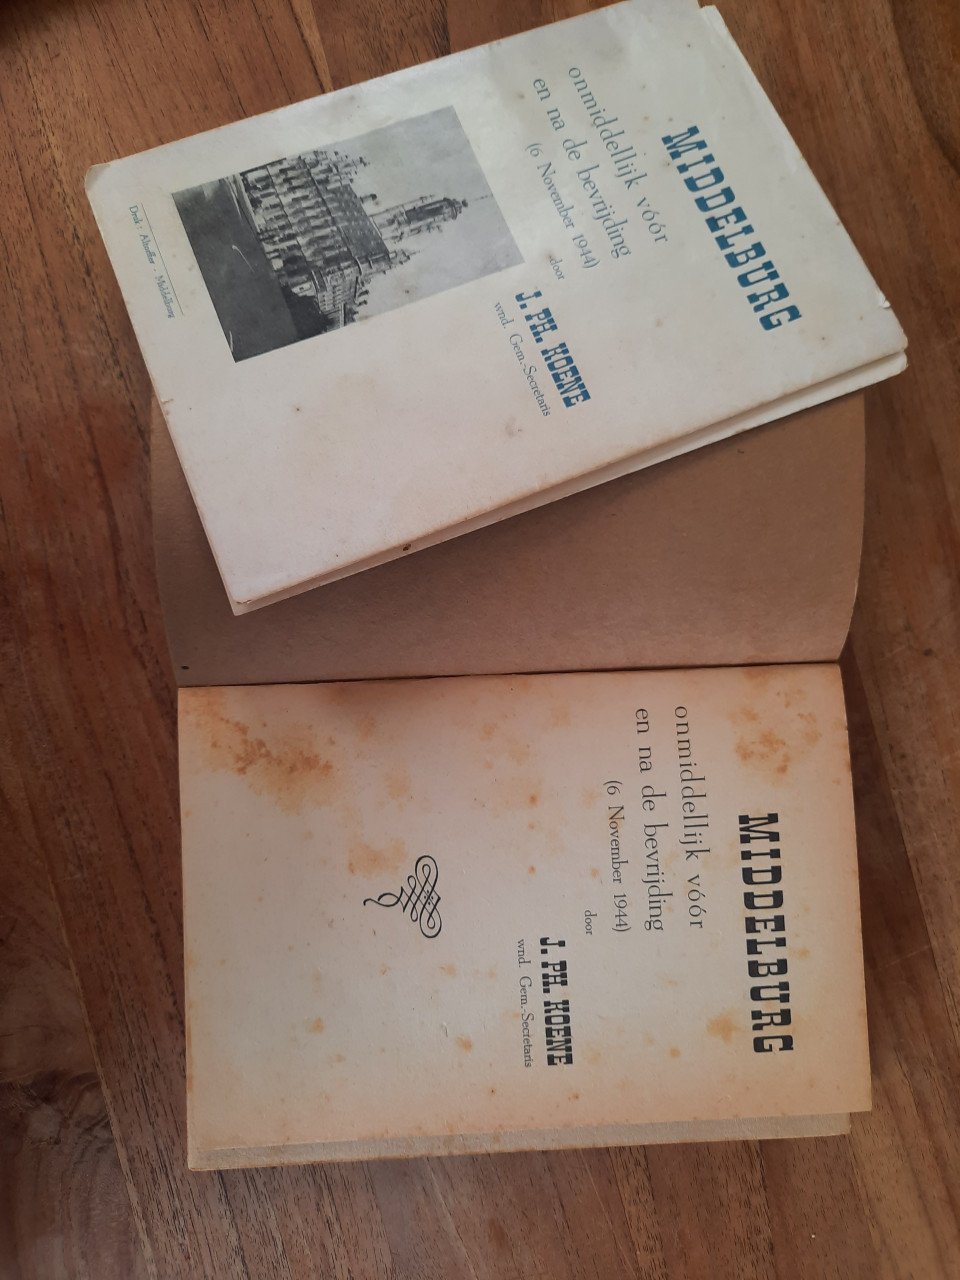 MIDDELBURG
onmiddellijk vóór
en na de bevrijding
(6 November 1944)
door
J. PH. KOENE
wnd. Gem.-Secretaris
Druk: Altorffer - Middelburg
MIDDELBURG
onmiddellijk vóór
en na de bevrijding
(6 November 1944)
door
J. PH. KOENE
wnd. Gem.-Secretaris